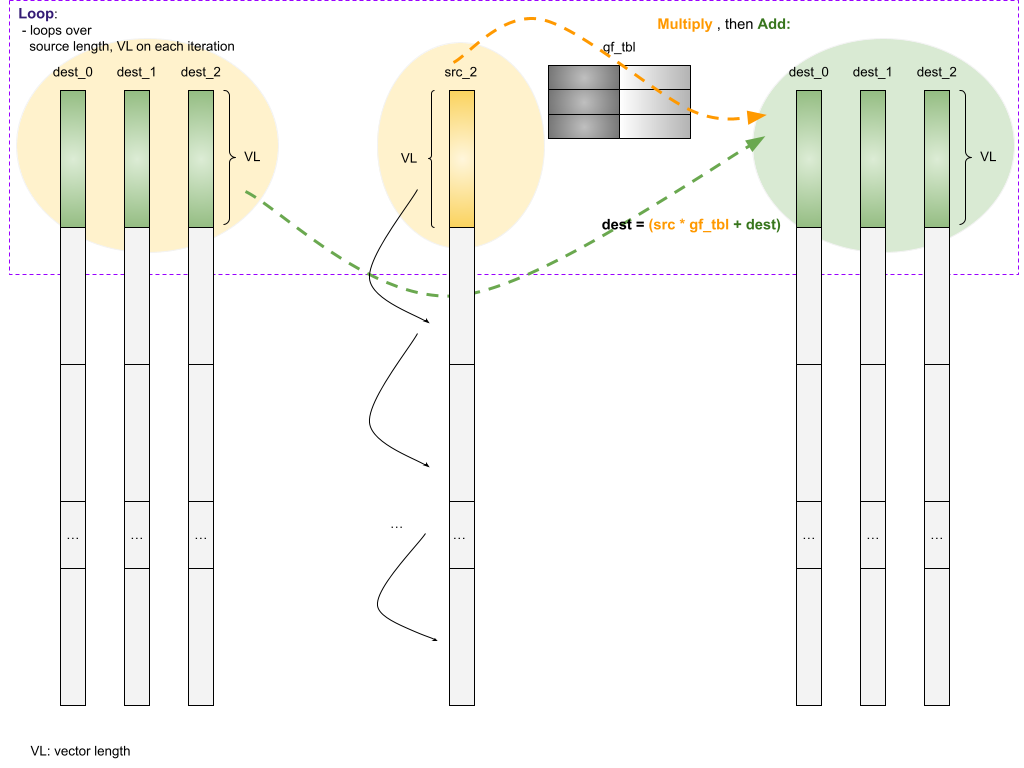 Loop:
- loops over
source length, VL on each iteration
Multiply , then Add:
gf_tbl
dest_0 dest_1 dest_2
src_2
dest_0 dest_1 dest_2
VL
VL
VL
dest = (src * gf_tbl + dest)
...
... ... ... ... ... ... ...
VL: vector length